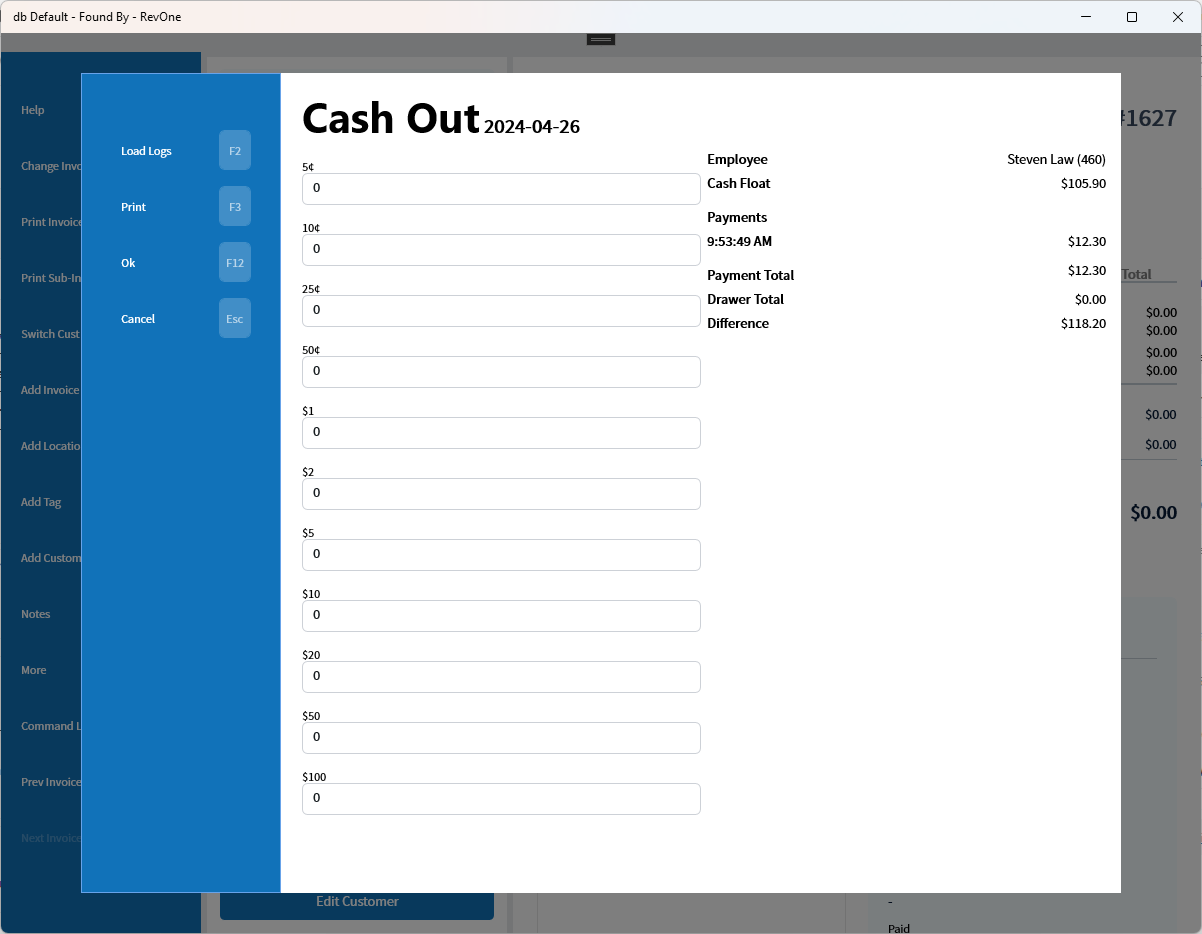 db Default - Found By - RevOne
Help
Change Invo
Print Invoice
Print Sub-In
Switch Cust
Add Invoice
Add Locatio
Add Tag
Add Custom
Notes
More
Command L
Prev Invoice
Next Invoice
Load Logs F2
Print F3
Ok F12
Cancel Esc
Cash Out 2024-04-26
5¢
0
10¢
0
25¢
0
50¢
0
$1
0
$2
0
$5
0
$10
0
$20
0
$50
0
$100
0
Employee Steven Law (460)
Cash Float $105.90
Payments
9:53:49 AM $12.30
Payment Total $12.30
Drawer Total $0.00
Difference $118.20
#1627
Total
$0.00
$0.00
$0.00
$0.00
$0.00
$0.00
$0.00
Edit Customer
-
Paid